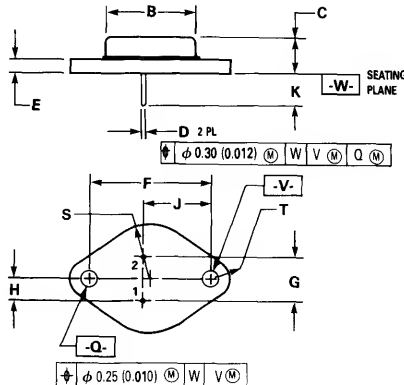 B
C
E
K
-W- SEATING PLANE
D 2 PL
⌖ ϕ 0.30 (0.012) Ⓜ W V Ⓜ Q Ⓜ
F
-V-
S
J
T
2
H
1
G
-Q-
⌖ ϕ 0.25 (0.010) Ⓜ W V Ⓜ